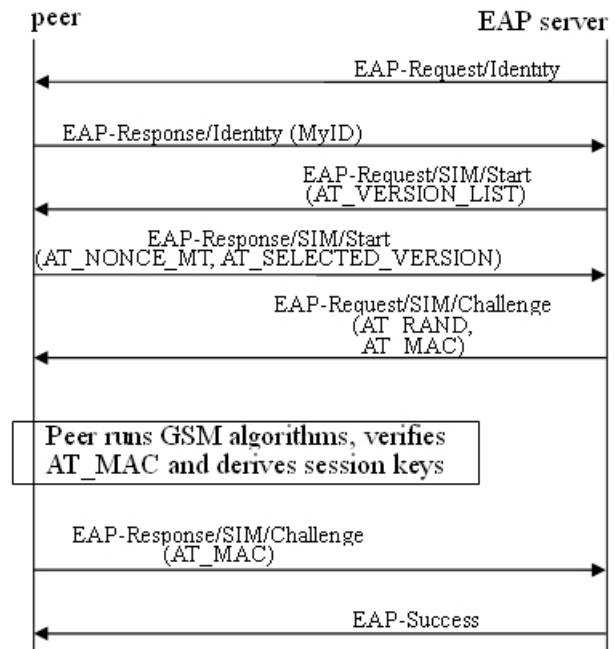 peer
EAP server
EAP-Request/Identity
EAP-Response/Identity (MyID)
EAP-Request/SIM/Start
(AT_VERSION_LIST)
EAP-Response/SIM/Start
(AT_NONCE_MT, AT_SELECTED_VERSION)
EAP-Request/SIM/Challenge
(AT_RAND,
AT_MAC)
Peer runs GSM algorithms, verifies
AT_MAC and derives session keys
EAP-Response/SIM/Challenge
(AT_MAC)
EAP-Success